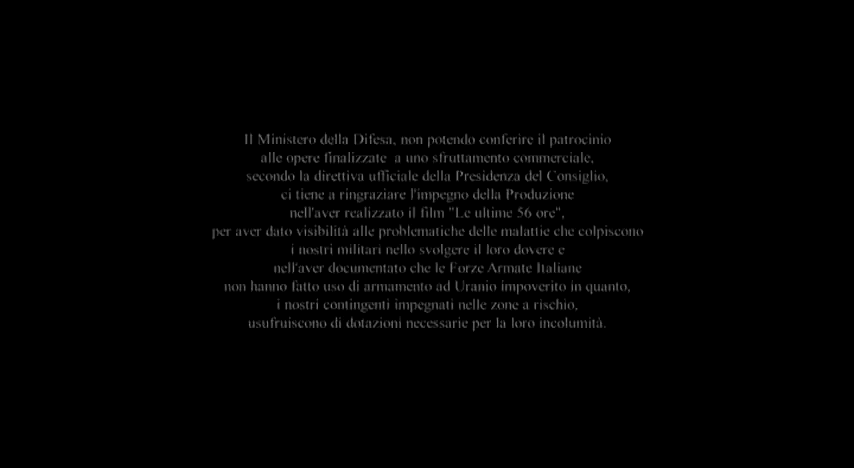 Il Ministero della Difesa, non potendo conferire il patrocinio
alle opere finalizzate a uno sfruttamento commerciale,
secondo la direttiva ufficiale della Presidenza del Consiglio,
ci tiene a ringraziare l'impegno della Produzione
nell'aver realizzato il film "Le ultime 56 ore",
per aver dato visibilità alle problematiche delle malattie che colpiscono
i nostri militari nello svolgere il loro dovere e
nell'aver documentato che le Forze Armate Italiane
non hanno fatto uso di armamento ad Uranio impoverito in quanto,
i nostri contingenti impegnati nelle zone a rischio,
usufruiscono di dotazioni necessarie per la loro incolumità.